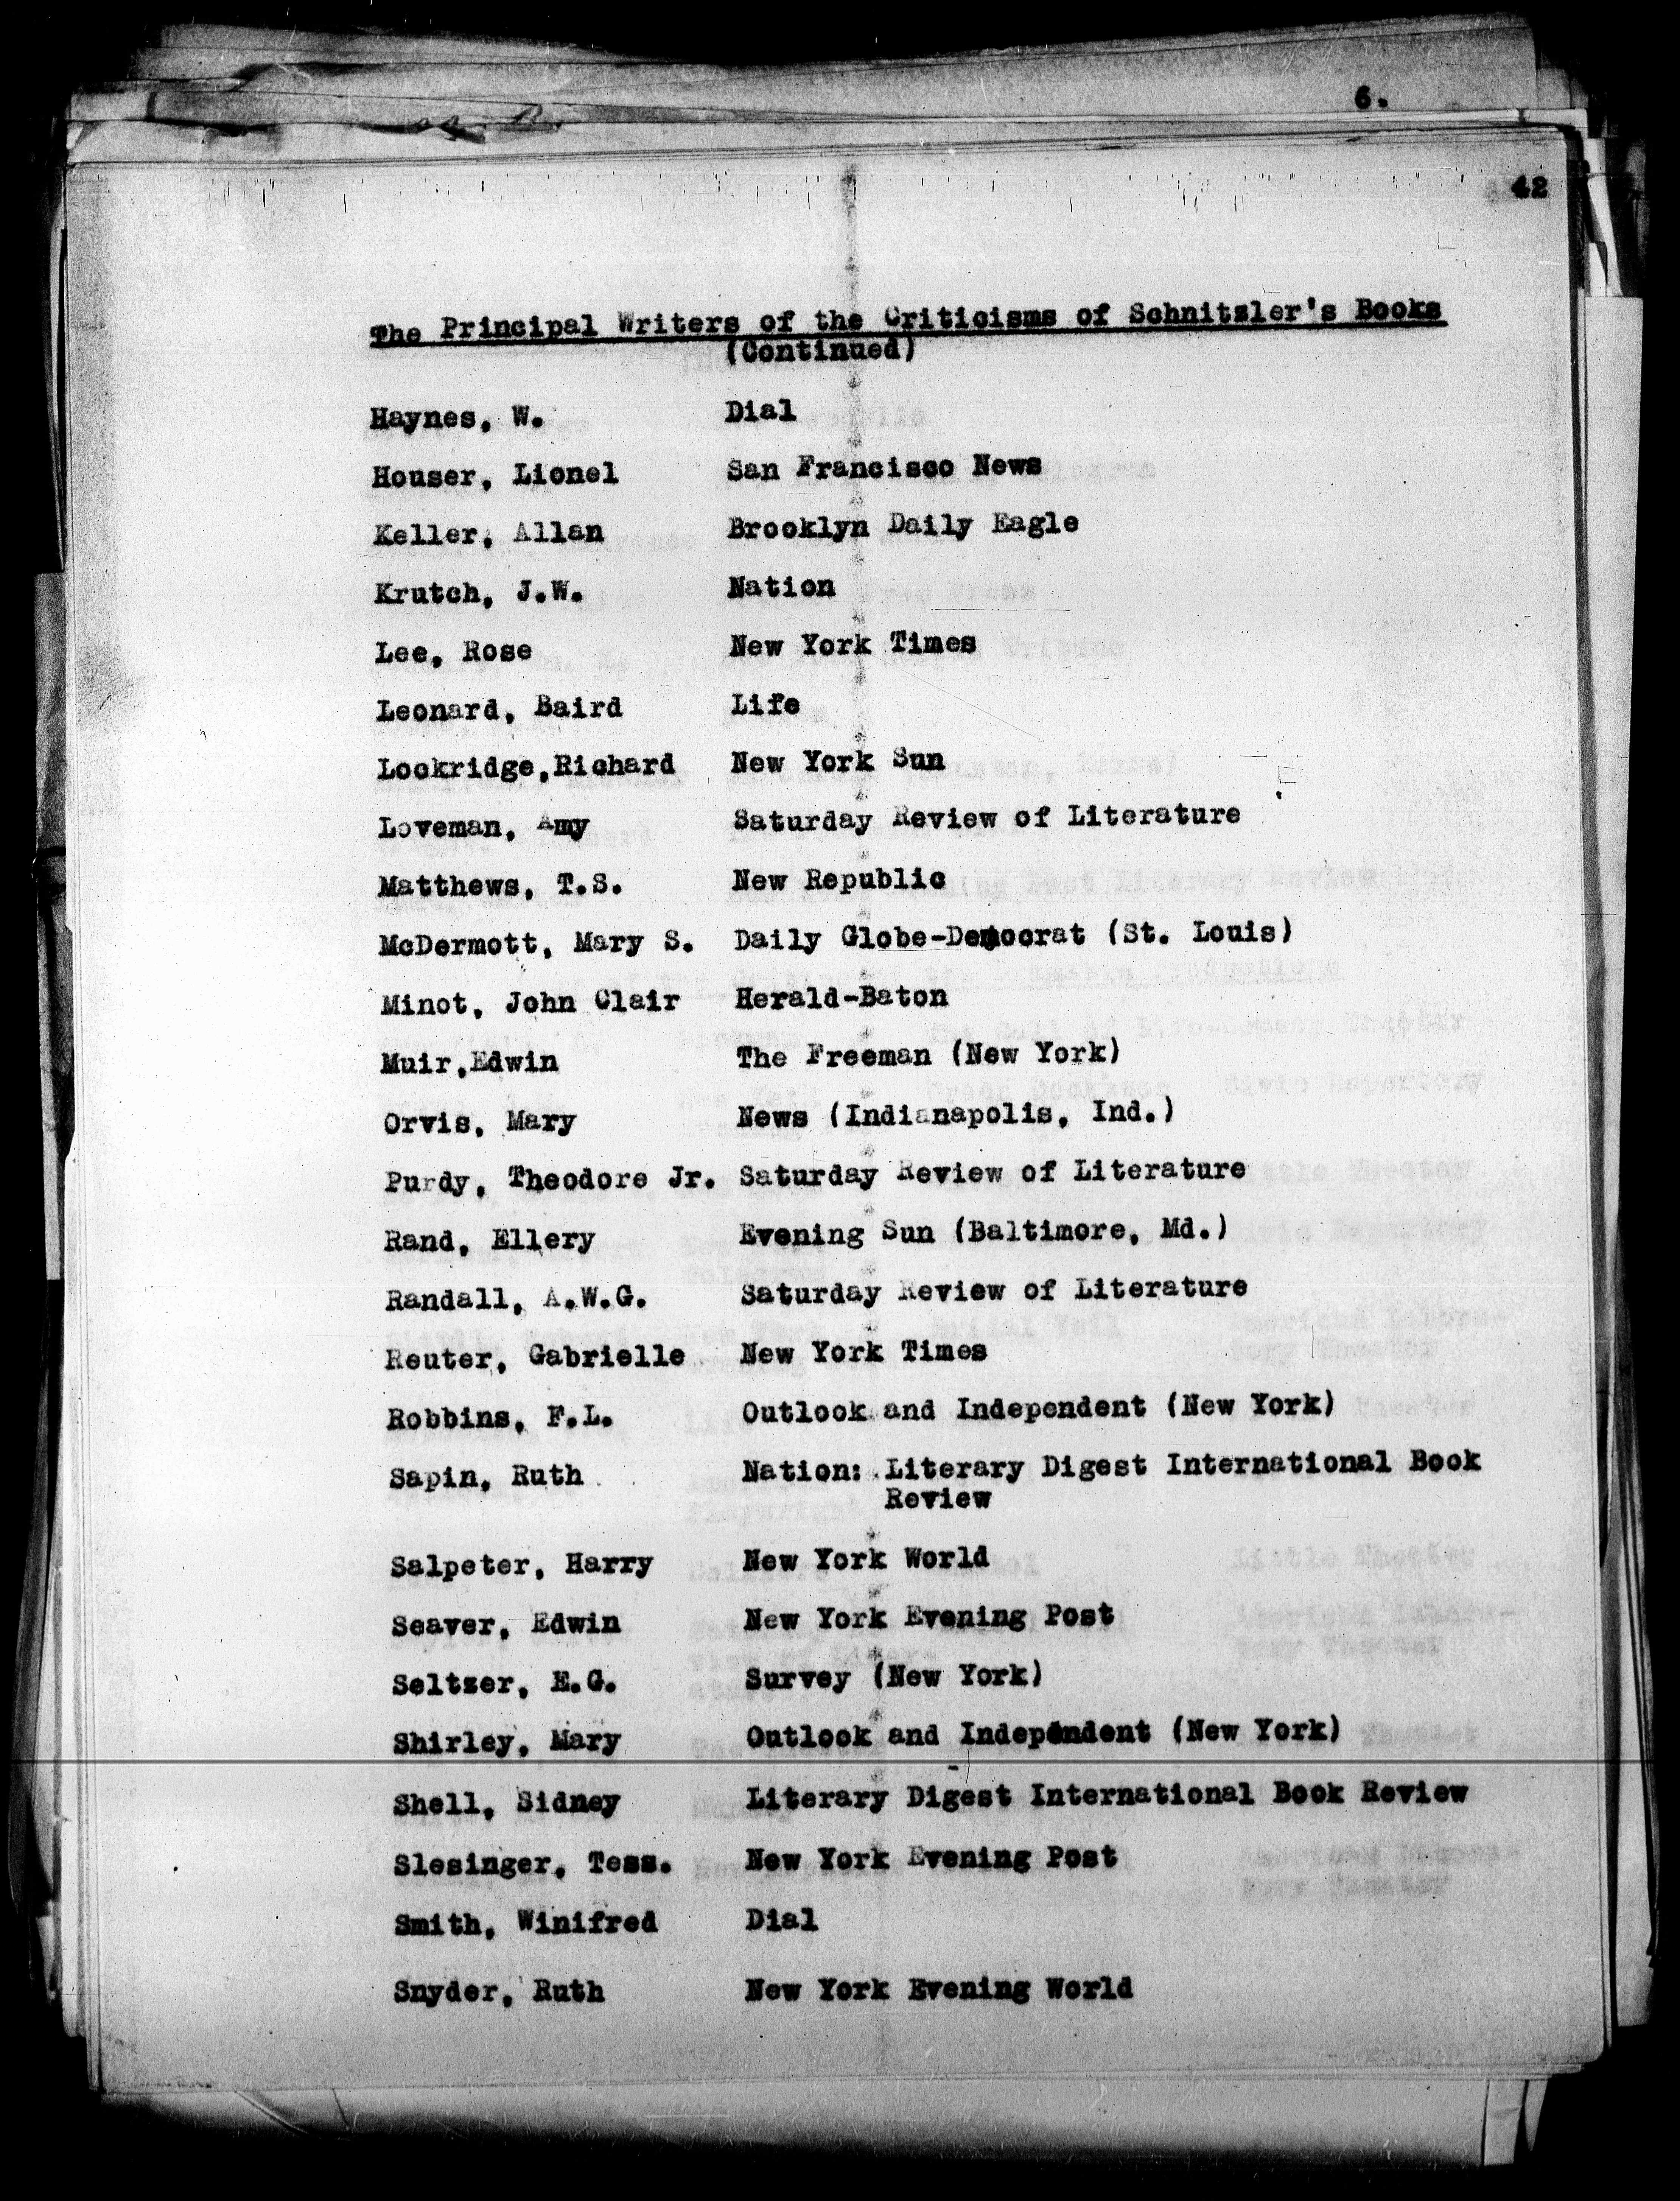 6.
42
The Principal Writers of the Criticisms of Schnitzler's Books
(Continued)
Haynes, W. Dial
Houser, Lionel San Francisco News
Keller, Allan Brooklyn Daily Eagle
Krutch, J.W. Nation
Lee, Rose New York Times
Leonard, Baird Life
Lockridge,Richard New York Sun
Loveman, Amy Saturday Review of Literature
Matthews, T.S. New Republic
McDermott, Mary S. Daily Globe-Democrat (St. Louis)
Minot, John Clair Herald-Baton
Muir,Edwin The Freeman (New York)
Orvis, Mary News (Indianapolis, Ind.)
Purdy, Theodore Jr. Saturday Review of Literature
Rand, Ellery Evening Sun (Baltimore, Md.)
Randall, A.W.G. Saturday Review of Literature
Reuter, Gabrielle New York Times
Robbins, F.L. Outlook and Independent (New York)
Sapin, Ruth Nation: Literary Digest International Book
Review
Salpeter, Harry New York World
Seaver, Edwin New York Evening Post
Seltzer, E.G. Survey (New York)
Shirley, Mary Outlook and Independent (New York)
Shell, Sidney Literary Digest International Book Review
Slesinger, Tess. New York Evening Post
Smith, Winifred Dial
Snyder, Ruth New York Evening World